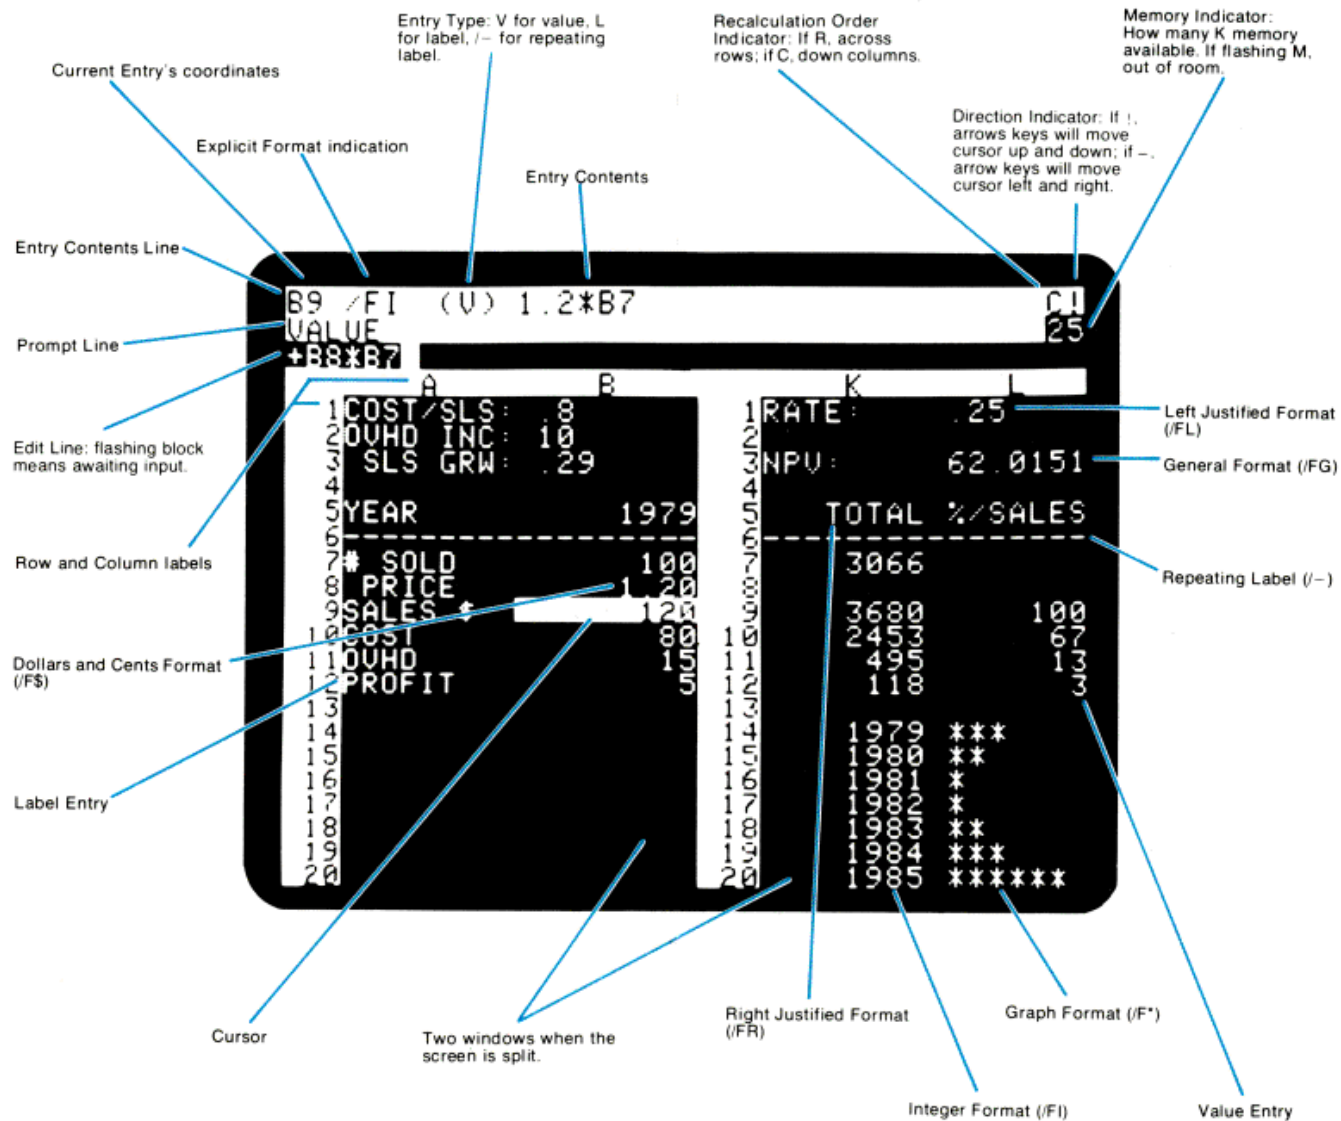 Entry Type: V for value, L
for label, /– for repeating
label.
Recalculation Order
Indicator: If R, across
rows; if C, down columns.
Memory Indicator:
How many K memory
available. If flashing M,
out of room.
Current Entry's coordinates
Direction Indicator: If !,
arrows keys will move
cursor up and down; if –,
arrow keys will move
cursor left and right.
Explicit Format indication
Entry Contents
Entry Contents Line
Prompt Line
Edit Line: flashing block
means awaiting input.
Row and Column labels
Dollars and Cents Format
(/F$)
Label Entry
B9 /FI (V) 1.2*B7 C!
VALUE 25
+B8*B7
A B
1 COST/SLS: .8
2 OVHD INC: 10
3 SLS GRW: .29
4
5 YEAR 1979
6 --------------------
7 # SOLD 100
8 PRICE 1.20
9 SALES $ 120
10 COST 80
11 OVHD 15
12 PROFIT 5
13
14
15
16
17
18
19
20
K L
1 RATE: .25
2
3 NPV: 62.0151
4
5 TOTAL %/SALES
6 ------------------
7 3066
8
9 3680 100
10 2453 67
11 495 13
12 118 3
13
14 1979 ***
15 1980 **
16 1981 *
17 1982 *
18 1983 **
19 1984 ***
20 1985 ******
Left Justified Format
(/FL)
General Format (/FG)
Repeating Label (/–)
Cursor
Two windows when the
screen is split.
Right Justified Format
(/FR)
Graph Format (/F*)
Integer Format (/FI)
Value Entry